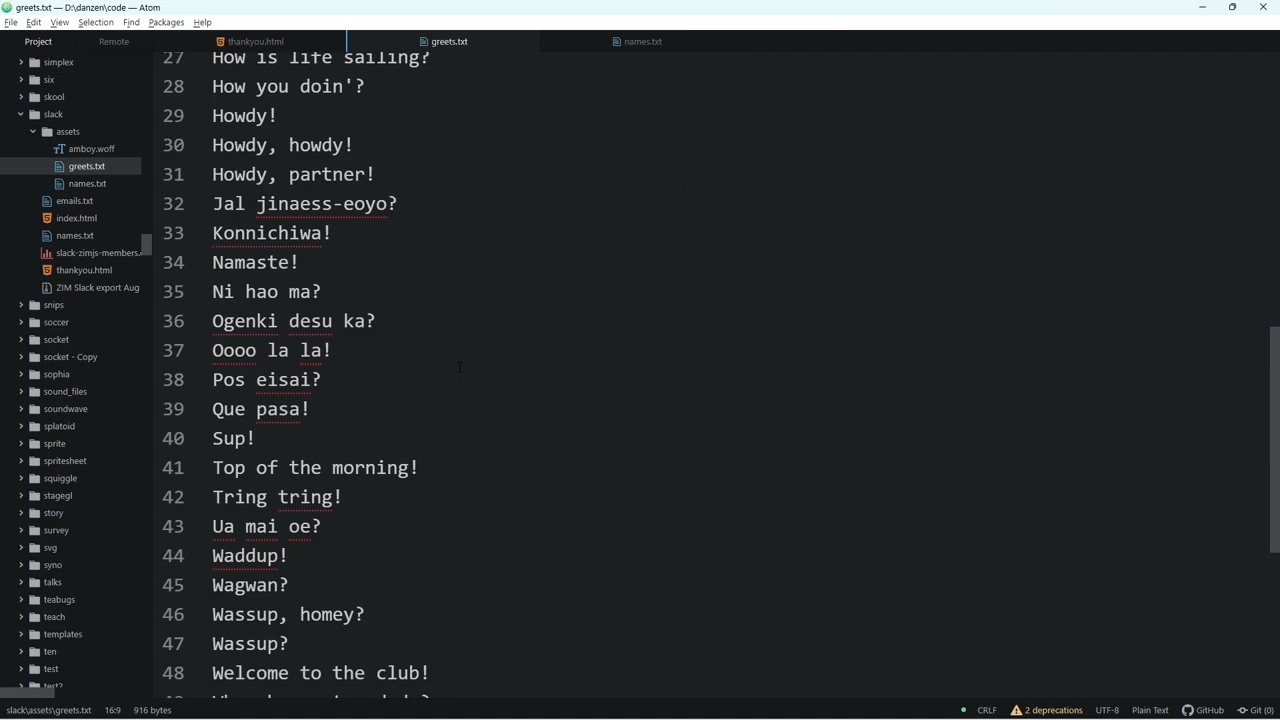 greets.txt — D:\danzen\code — Atom
File Edit View Selection Find Packages Help
Project Remote thankyou.html greets.txt names.txt
simplex
six
skool
slack
assets
amboy.woff
greets.txt
names.txt
emails.txt
index.html
names.txt
slack-zimjs-members.
thankyou.html
ZIM Slack export Aug
snips
soccer
socket
socket - Copy
sophia
sound_files
soundwave
splatoid
sprite
spritesheet
squiggle
stagegl
story
survey
svg
syno
talks
teabugs
teach
templates
ten
test
test2
27 How is life sailing?
28 How you doin'?
29 Howdy!
30 Howdy, howdy!
31 Howdy, partner!
32 Jal jinaess-eoyo?
33 Konnichiwa!
34 Namaste!
35 Ni hao ma?
36 Ogenki desu ka?
37 Oooo la la!
38 Pos eisai?
39 Que pasa!
40 Sup!
41 Top of the morning!
42 Tring tring!
43 Ua mai oe?
44 Waddup!
45 Wagwan?
46 Wassup, homey?
47 Wassup?
48 Welcome to the club!
slack\assets\greets.txt 16:9 916 bytes CRLF 2 deprecations UTF-8 Plain Text GitHub Git (0)